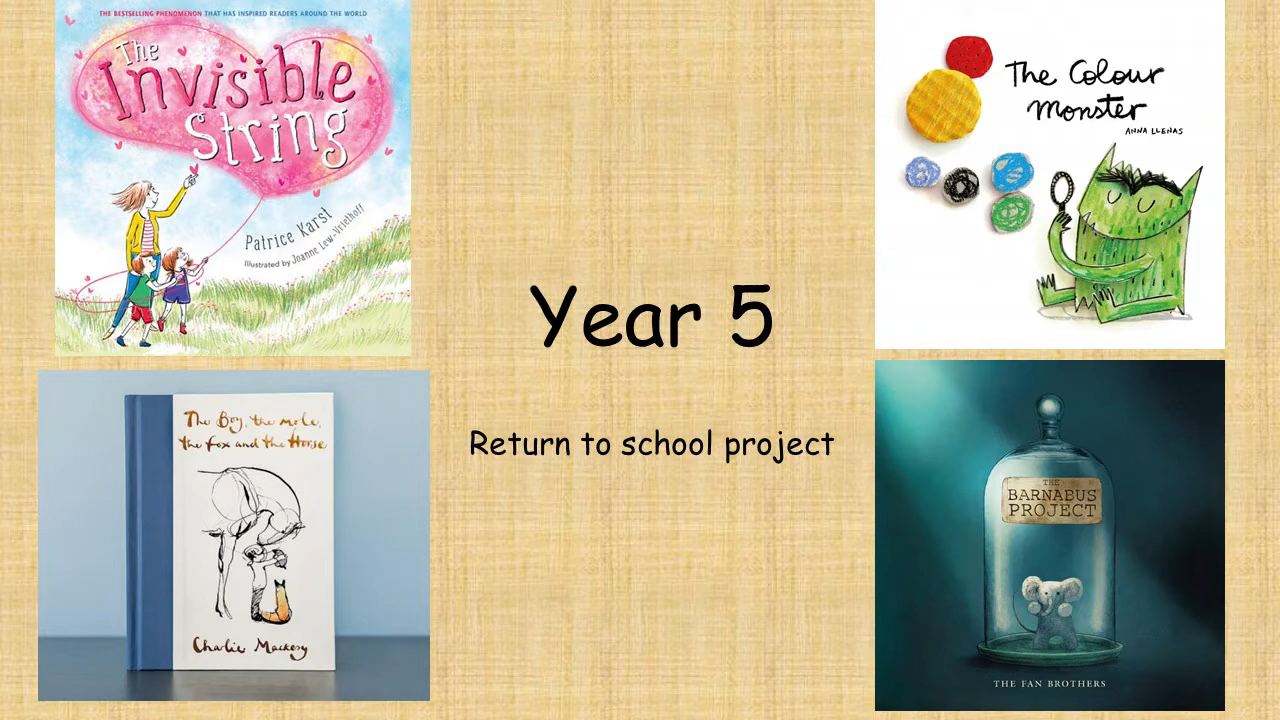 THE BESTSELLING PHENOMENON THAT HAS INSPIRED READERS AROUND THE WORLD
The
Invisible
String
Patrice Karst
Illustrated by Joanne Lew-Vriethoff
The Colour
Monster
ANNA LLENAS
Year 5
Return to school project
The Boy, the mole,
the fox and the Horse
Charlie Mackesy
THE
BARNABUS
PROJECT
THE FAN BROTHERS